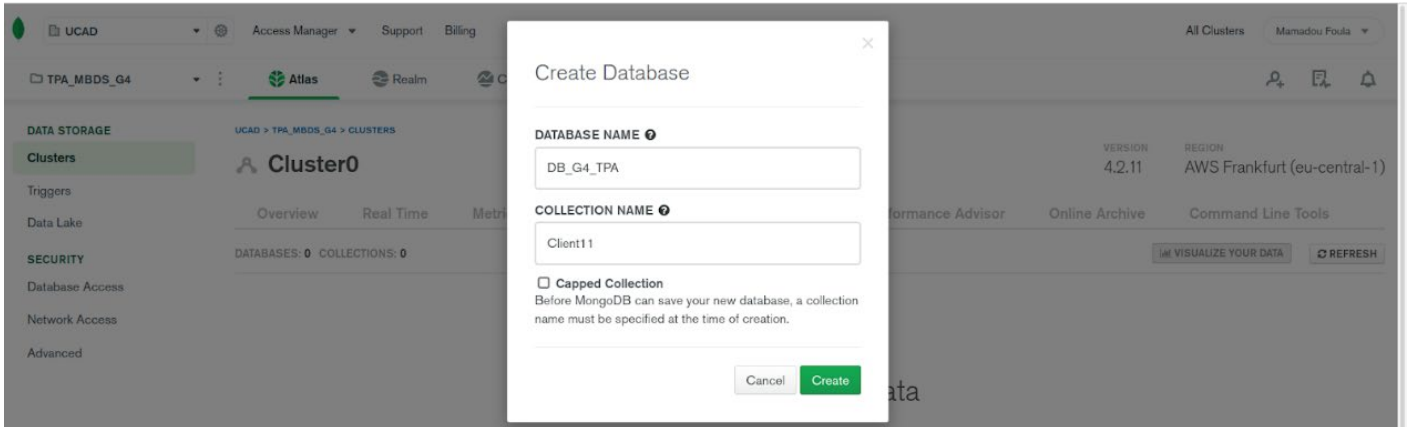 UCAD
Access Manager
Support
Billing
All Clusters
Mamadou Foula
TPA_MBDS_G4
Atlas
Realm
DATA STORAGE
Clusters
Triggers
Data Lake
SECURITY
Database Access
Network Access
Advanced
UCAD > TPA_MBDS_G4 > CLUSTERS
Cluster0
VERSION
4.2.11
REGION
AWS Frankfurt (eu-central-1)
Overview
Real Time
Metri
formance Advisor
Online Archive
Command Line Tools
DATABASES: 0 COLLECTIONS: 0
VISUALIZE YOUR DATA
REFRESH
ata
Create Database
DATABASE NAME
DB_G4_TPA
COLLECTION NAME
Client11
Capped Collection
Before MongoDB can save your new database, a collection
name must be specified at the time of creation.
Cancel
Create